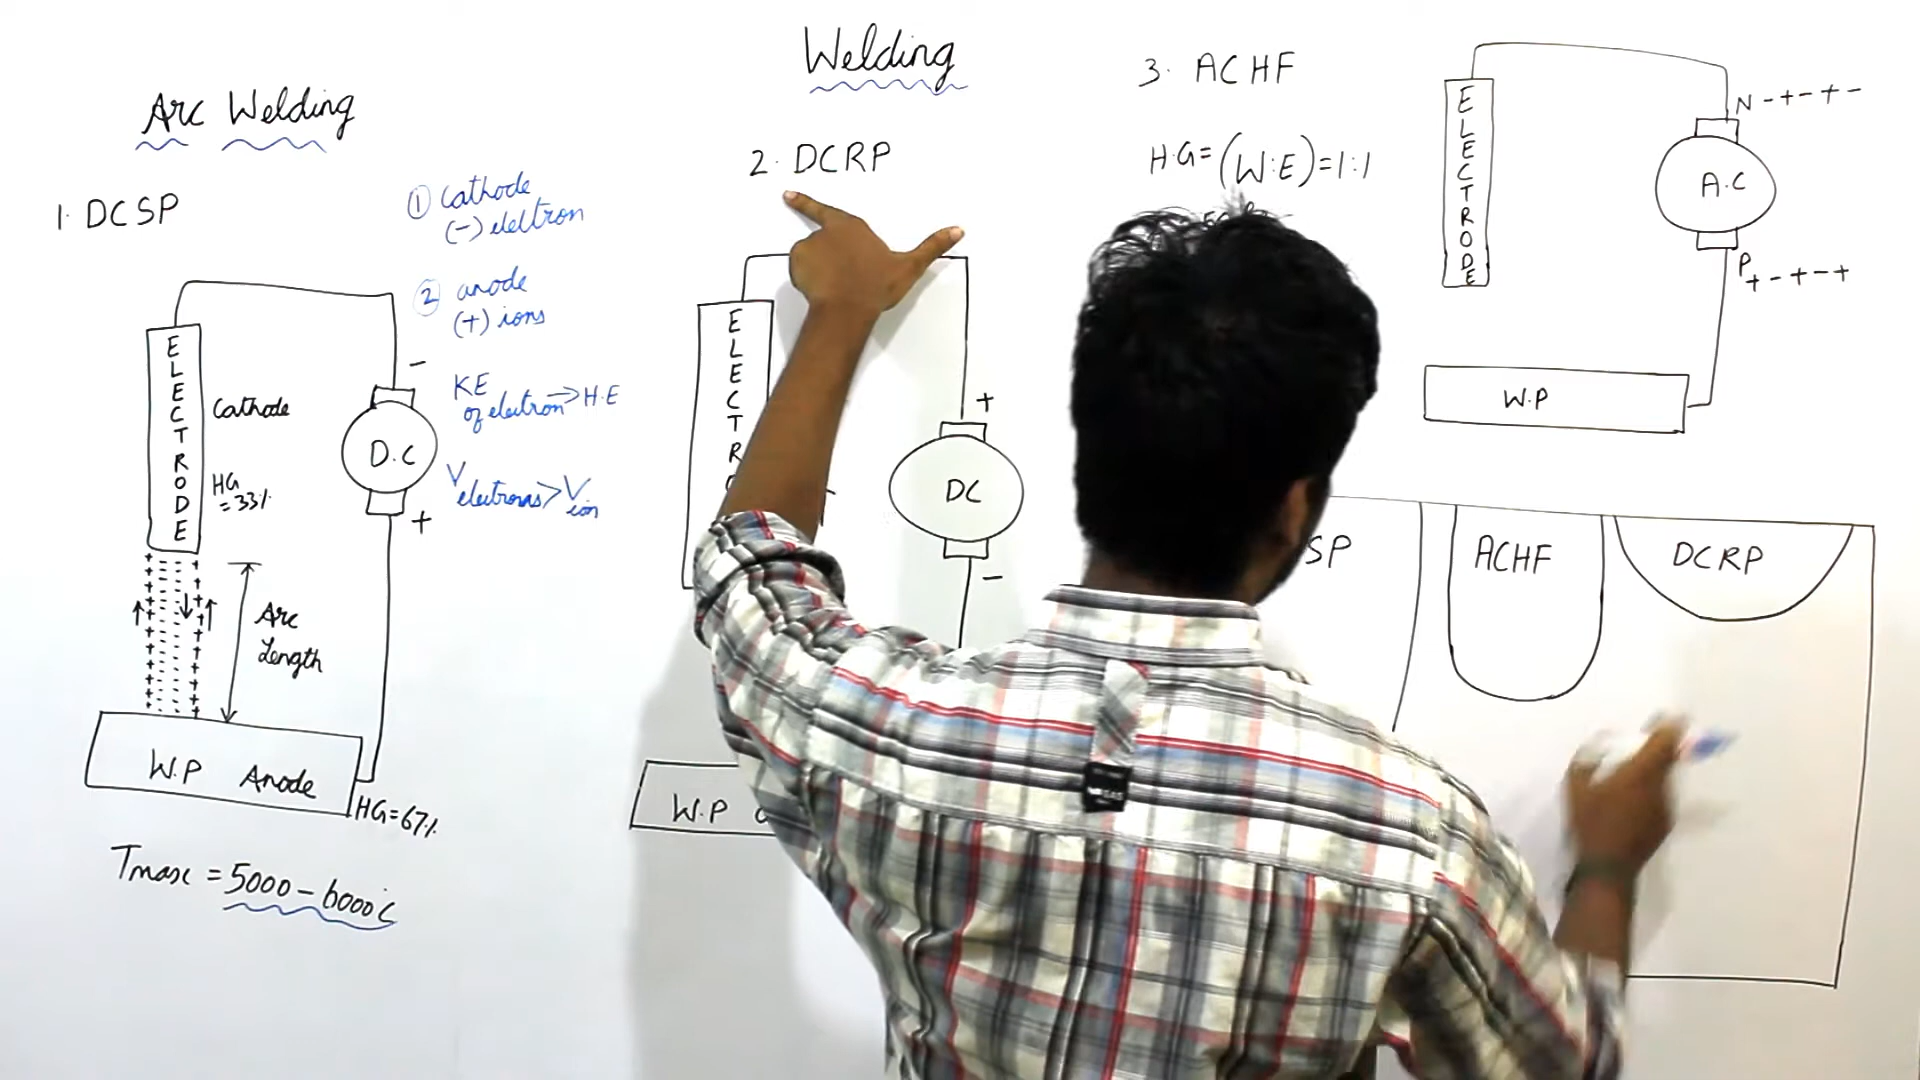 Welding
Arc Welding
1. DCSP
① Cathode
(-) eleltron
② anode
(+) ions
KE
of electron → H.E
V electrons > V ion
ELECTRODE
Cathode
HG
= 33%
-
D.C
+
Arc
Length
W.P Anode
HG=67%
Tmax = 5000-6000°c
2. DCRP
ELECTR
+
DC
-
W.P
3. ACHF
H.G= (W:E)=1:1
ELECTRODE
N - + - + -
A.C
P + - + - +
W.P
SP
ACHF
DCRP